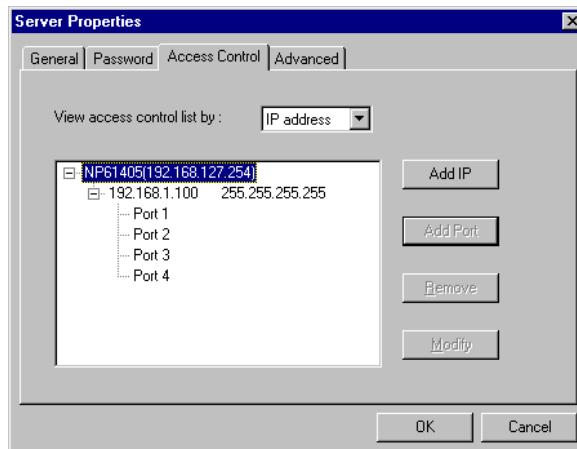 Server Properties
General Password Access Control Advanced
View access control list by : IP address
NP61405(192.168.127.254)
192.168.1.100 255.255.255.255
Port 1
Port 2
Port 3
Port 4
Add IP
Add Port
Remove
Modify
OK Cancel